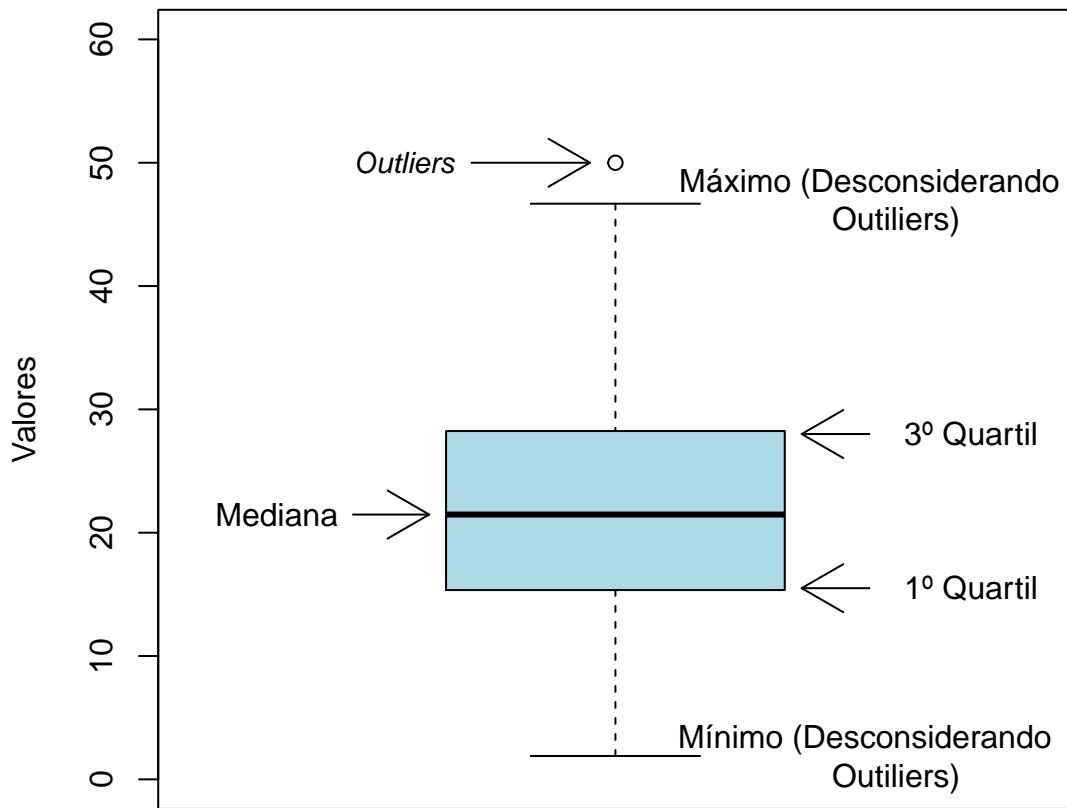 60
50
40
30
20
10
0
Valores
Outliers
Máximo (Desconsiderando
Outiliers)
3º Quartil
Mediana
1º Quartil
Mínimo (Desconsiderando
Outiliers)